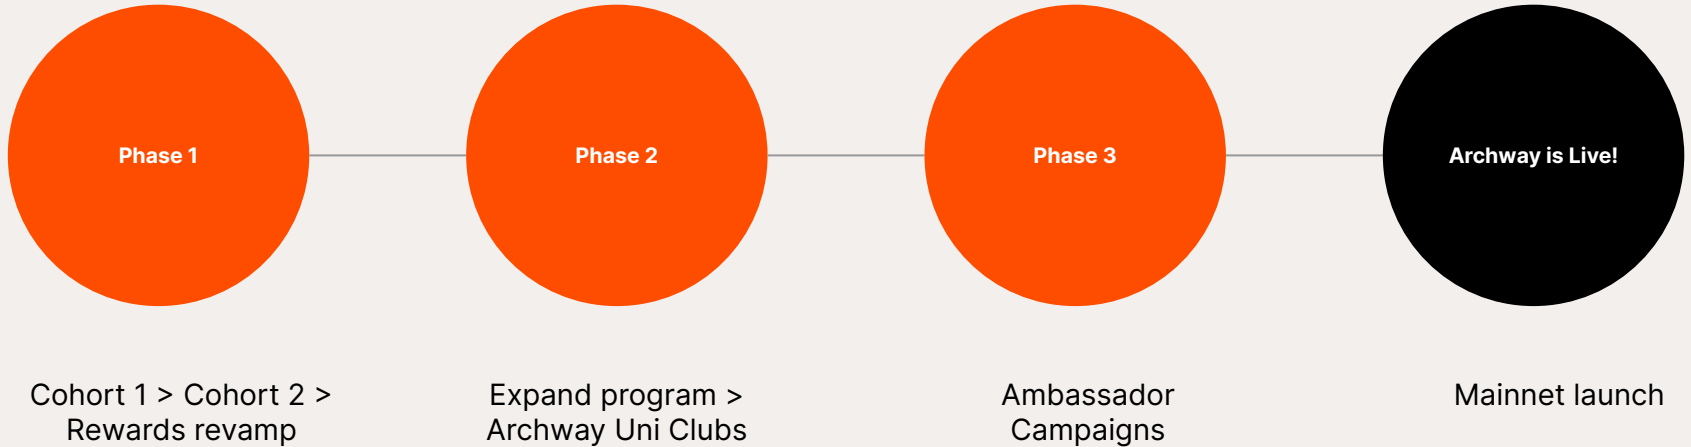 Phase 1
Phase 2
Phase 3
Archway is Live!
Cohort 1 > Cohort 2 >
Rewards revamp
Expand program >
Archway Uni Clubs
Ambassador
Campaigns
Mainnet launch